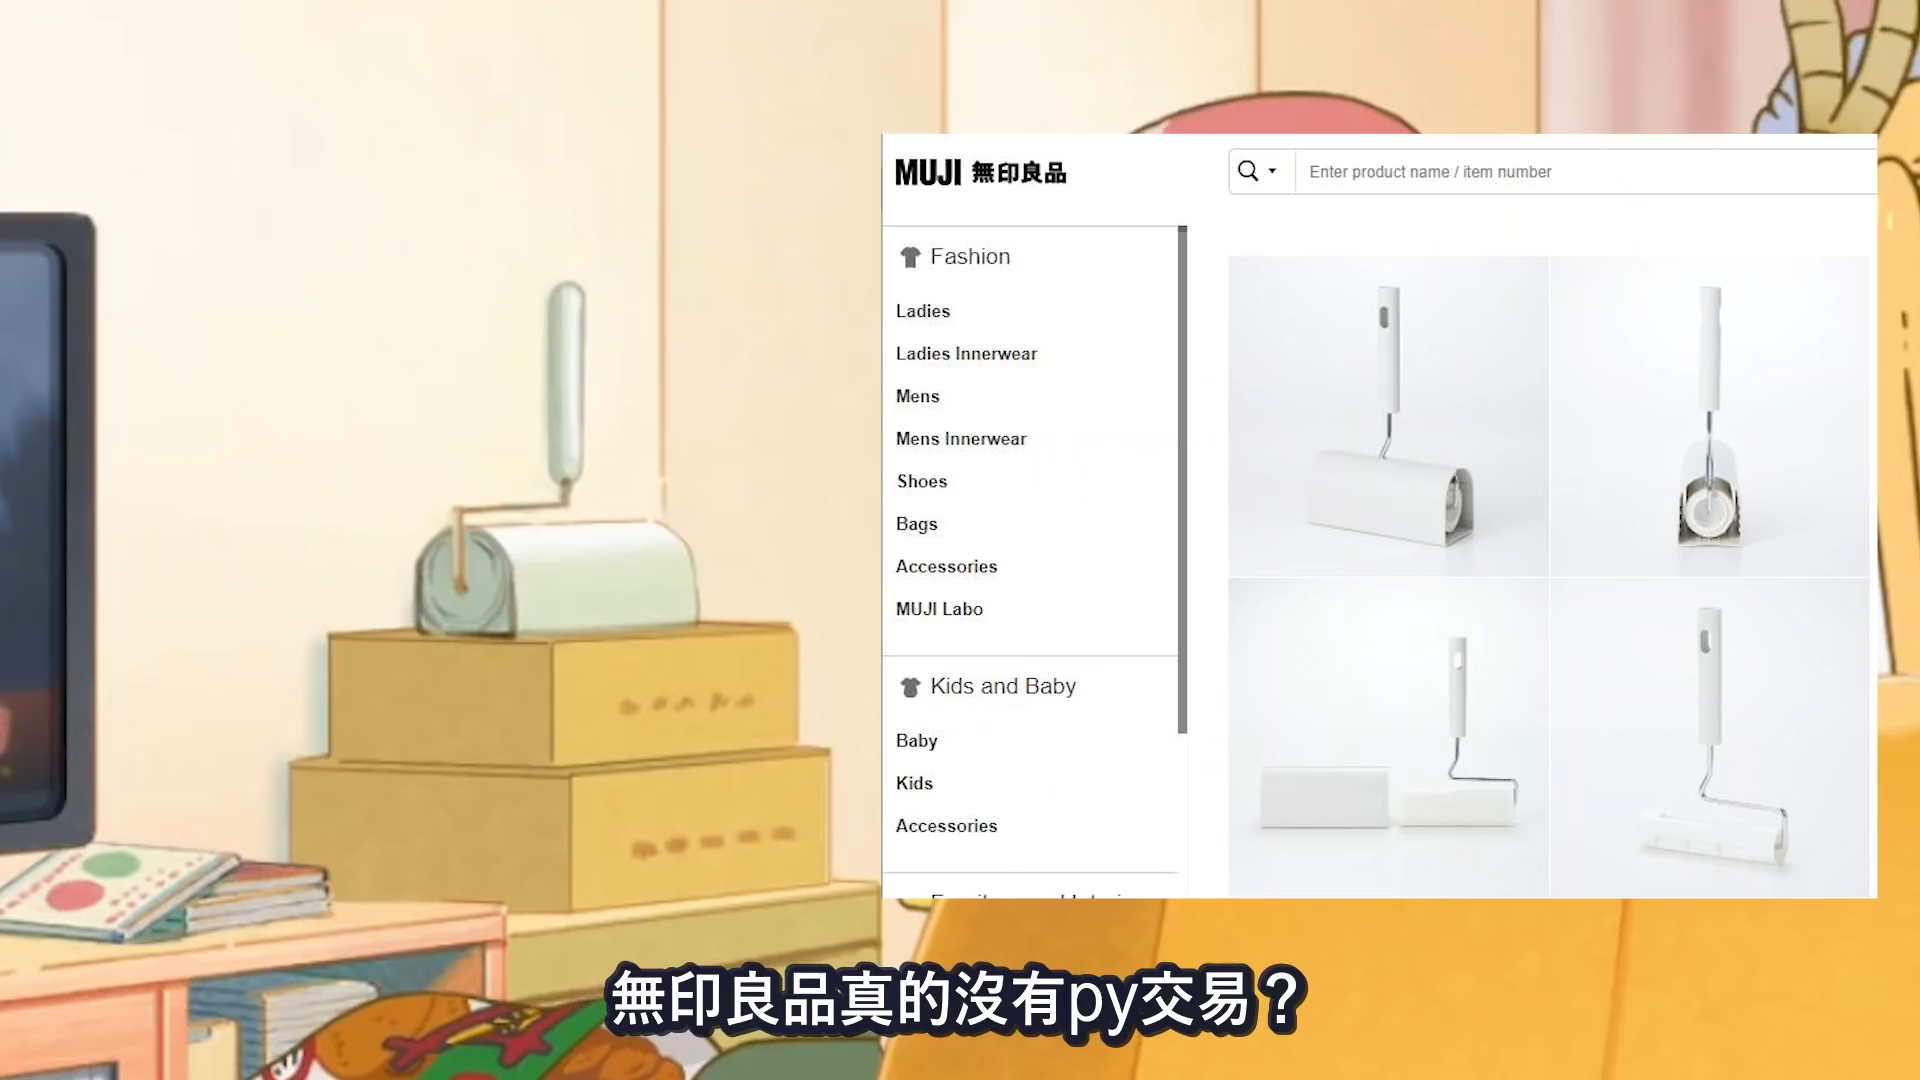 MUJI 無印良品
Enter product name / item number
Fashion
Ladies
Ladies Innerwear
Mens
Mens Innerwear
Shoes
Bags
Accessories
MUJI Labo
Kids and Baby
Baby
Kids
Accessories
無印良品真的沒有py交易？